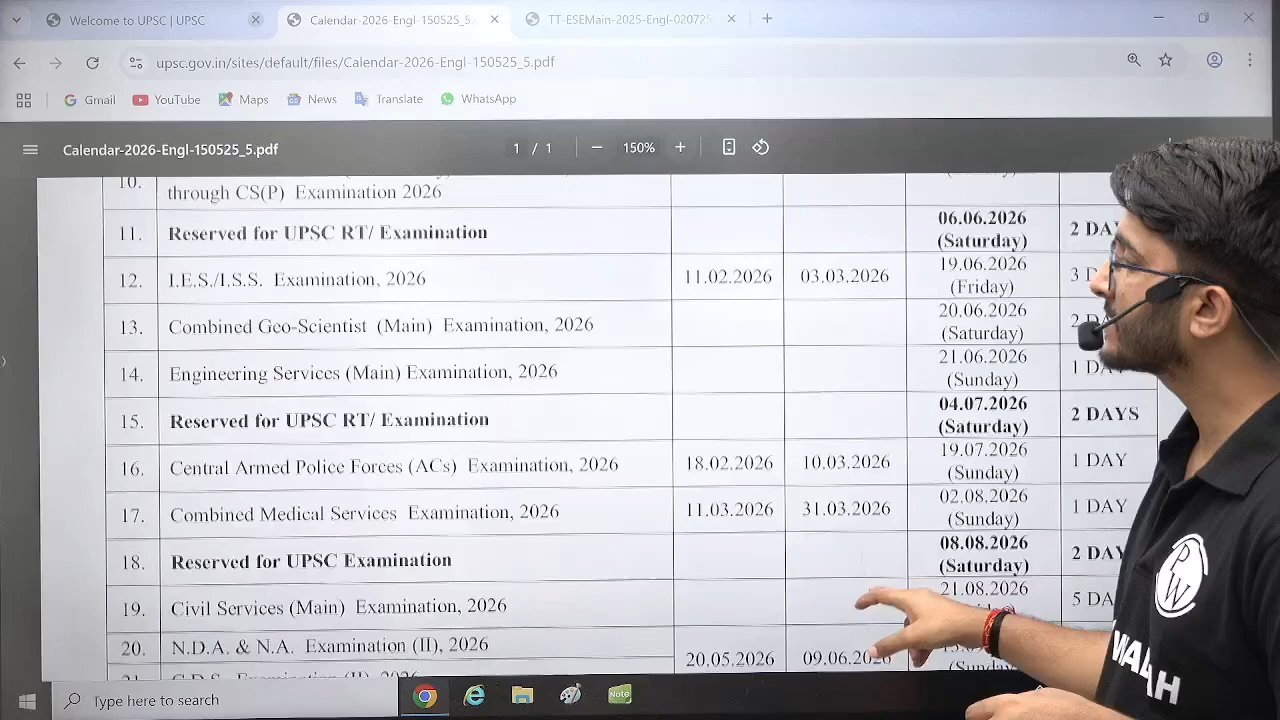 Welcome to UPSC | UPSC
Calendar-2026-Engl-150525_5.
TT-ESEMain-2025-Engl-020725
upsc.gov.in/sites/default/files/Calendar-2026-Engl-150525_5.pdf
Gmail YouTube Maps News Translate WhatsApp
Calendar-2026-Engl-150525_5.pdf 1 / 1 150%
10. through CS(P) Examination 2026
11. Reserved for UPSC RT/ Examination 06.06.2026 (Saturday) 2 DAY
12. I.E.S./I.S.S. Examination, 2026 11.02.2026 03.03.2026 19.06.2026 (Friday) 3 D
13. Combined Geo-Scientist (Main) Examination, 2026 20.06.2026 (Saturday) 2 D
14. Engineering Services (Main) Examination, 2026 21.06.2026 (Sunday) 1 DA
15. Reserved for UPSC RT/ Examination 04.07.2026 (Saturday) 2 DAYS
16. Central Armed Police Forces (ACs) Examination, 2026 18.02.2026 10.03.2026 19.07.2026 (Sunday) 1 DAY
17. Combined Medical Services Examination, 2026 11.03.2026 31.03.2026 02.08.2026 (Sunday) 1 DAY
18. Reserved for UPSC Examination 08.08.2026 (Saturday) 2 DAY
19. Civil Services (Main) Examination, 2026 21.08.2026 5 DA
20. N.D.A. & N.A. Examination (II), 2026 20.05.2026 09.06.2026 (Sunday)
Type here to search
Note
PW
WALLAH